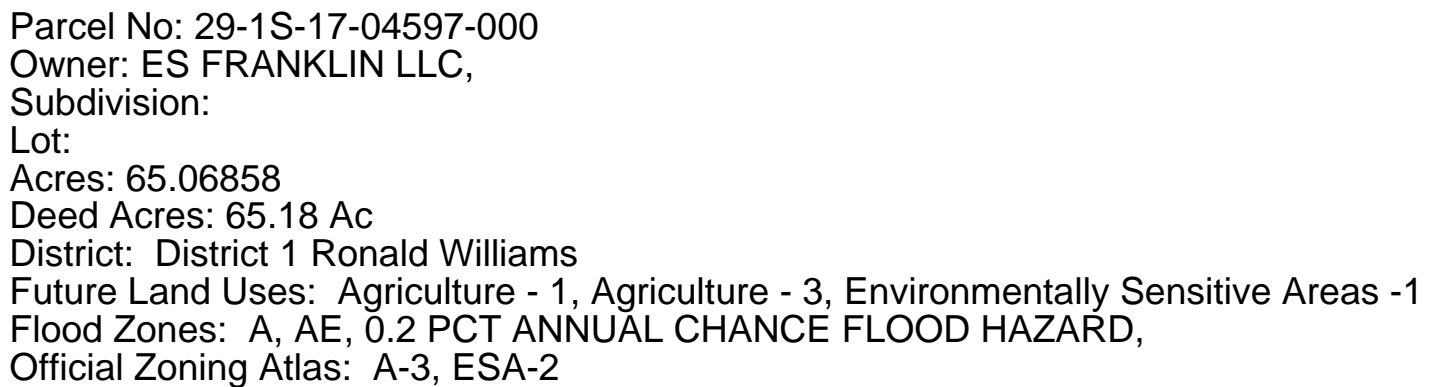 Parcel No: 29-1S-17-04597-000
Owner: ES FRANKLIN LLC,
Subdivision:
Lot:
Acres: 65.06858
Deed Acres: 65.18 Ac
District:  District 1 Ronald Williams
Future Land Uses:  Agriculture - 1, Agriculture - 3, Environmentally Sensitive Areas -1
Flood Zones:  A, AE, 0.2 PCT ANNUAL CHANCE FLOOD HAZARD,
Official Zoning Atlas:  A-3, ESA-2